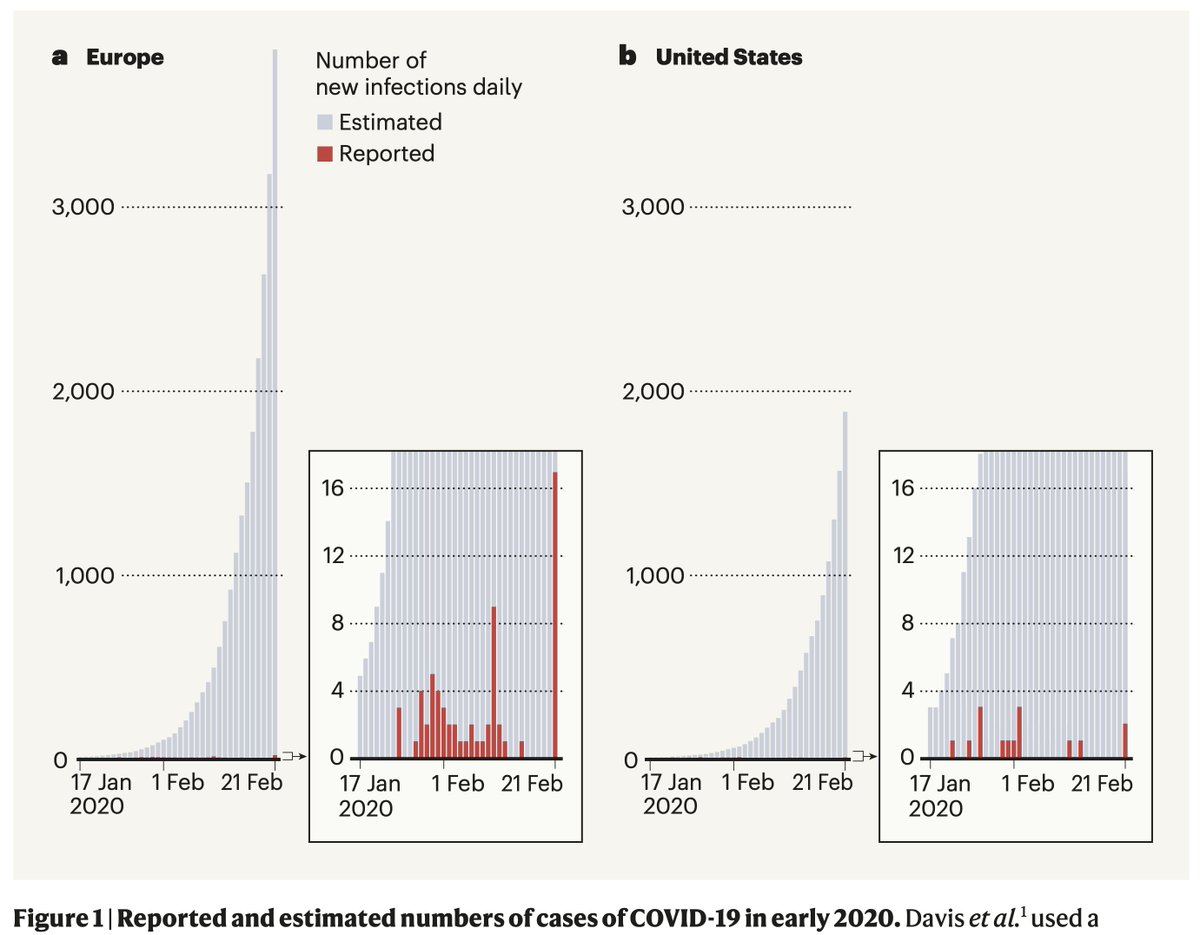 a Europe
Number of
new infections daily
Estimated
Reported
3,000
2,000
1,000
0
17 Jan
2020
1 Feb
21 Feb
16
12
8
4
0
17 Jan
2020
1 Feb
21 Feb
b United States
3,000
2,000
1,000
0
17 Jan
2020
1 Feb
21 Feb
16
12
8
4
0
17 Jan
2020
1 Feb
21 Feb
Figure 1 | Reported and estimated numbers of cases of COVID-19 in early 2020. Davis et al.¹ used a